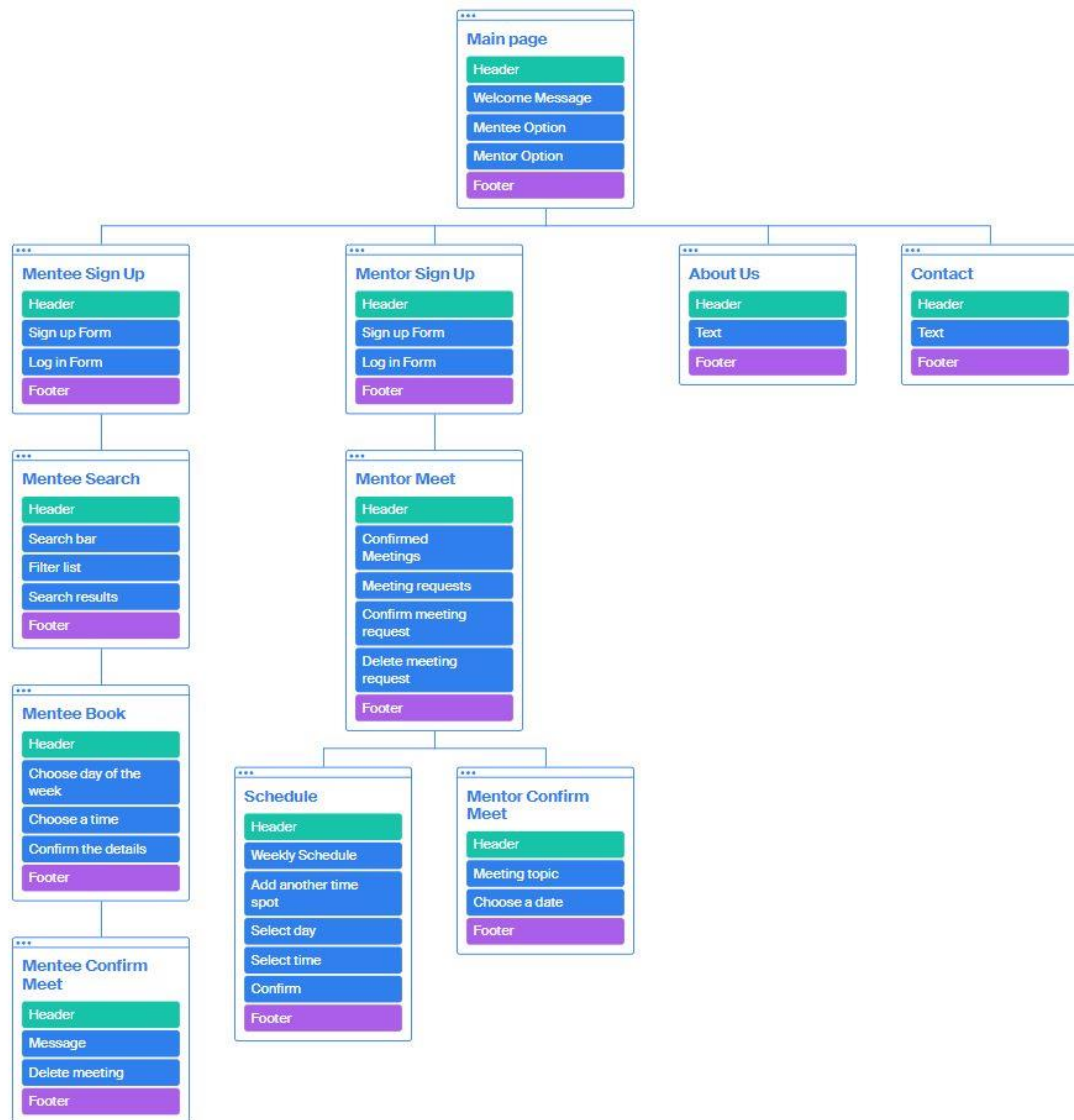 Main page
Header
Welcome Message
Mentee Option
Mentor Option
Footer
Mentee Sign Up
Header
Sign up Form
Log in Form
Footer
Mentor Sign Up
Header
Sign up Form
Log in Form
Footer
About Us
Header
Text
Footer
Contact
Header
Text
Footer
Mentee Search
Header
Search bar
Filter list
Search results
Footer
Mentor Meet
Header
Confirmed
Meetings
Meeting requests
Confirm meeting
request
Delete meeting
request
Footer
Mentee Book
Header
Choose day of the
week
Choose a time
Confirm the details
Footer
Schedule
Header
Weekly Schedule
Add another time
spot
Select day
Select time
Confirm
Footer
Mentor Confirm
Meet
Header
Meeting topic
Choose a date
Footer
Mentee Confirm
Meet
Header
Message
Delete meeting
Footer